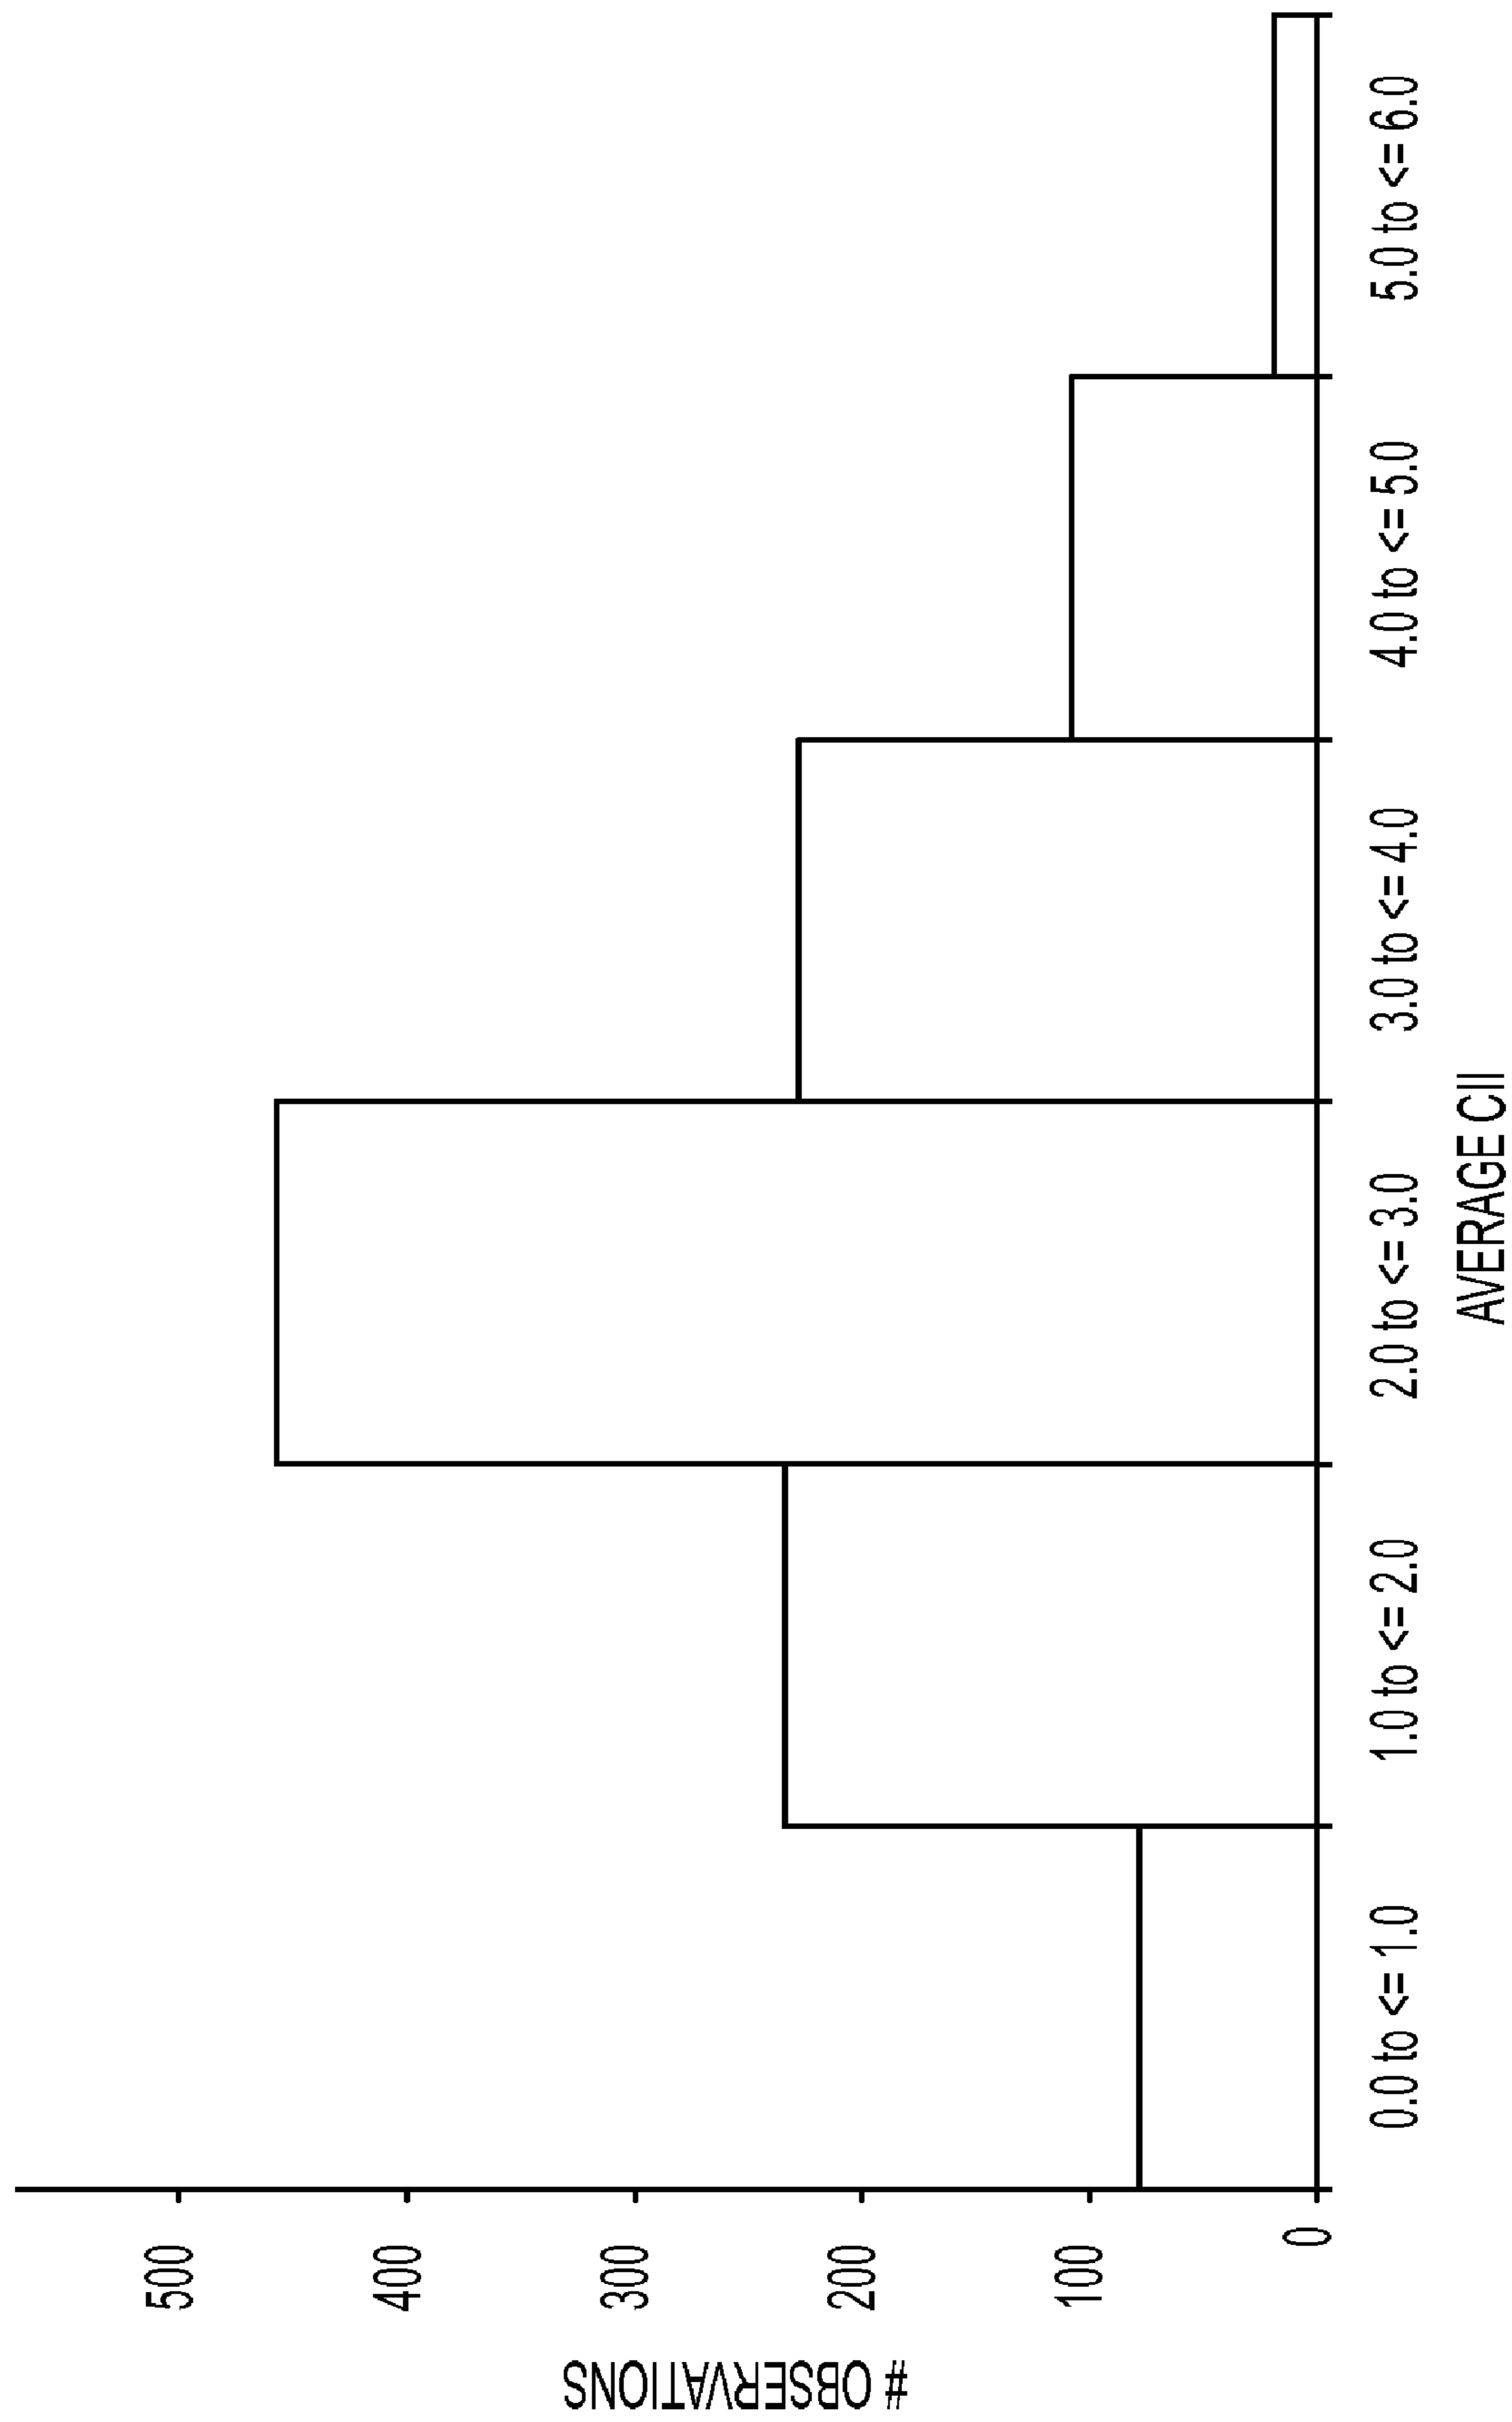 # OBSERVATIONS
500
400
300
200
100
0
0.0 to <= 1.0
1.0 to <= 2.0
2.0 to <= 3.0
3.0 to <= 4.0
4.0 to <= 5.0
5.0 to <= 6.0
AVERAGE CII